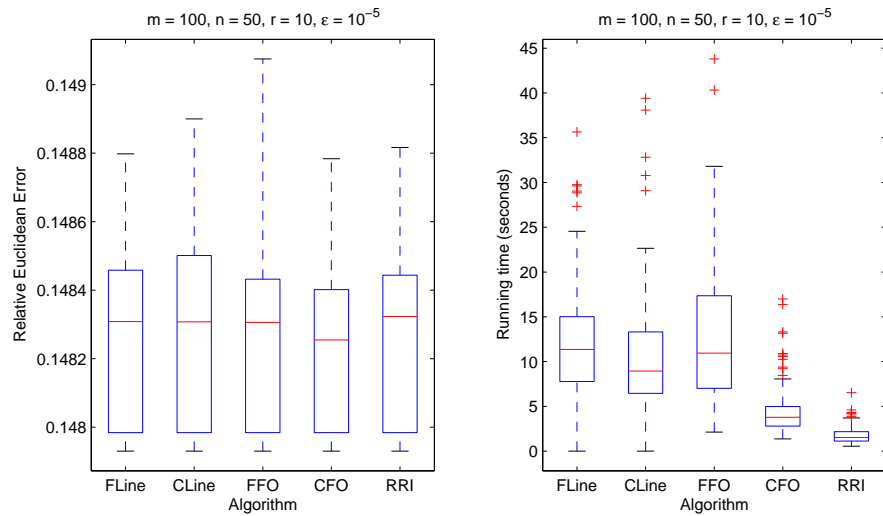 m = 100, n = 50, r = 10, ε = 10⁻⁵
0.149
0.1488
0.1486
0.1484
0.1482
0.148
Relative Euclidean Error
FLine CLine FFO CFO RRI
Algorithm
m = 100, n = 50, r = 10, ε = 10⁻⁵
45
40
35
30
25
20
15
10
5
0
Running time (seconds)
FLine CLine FFO CFO RRI
Algorithm